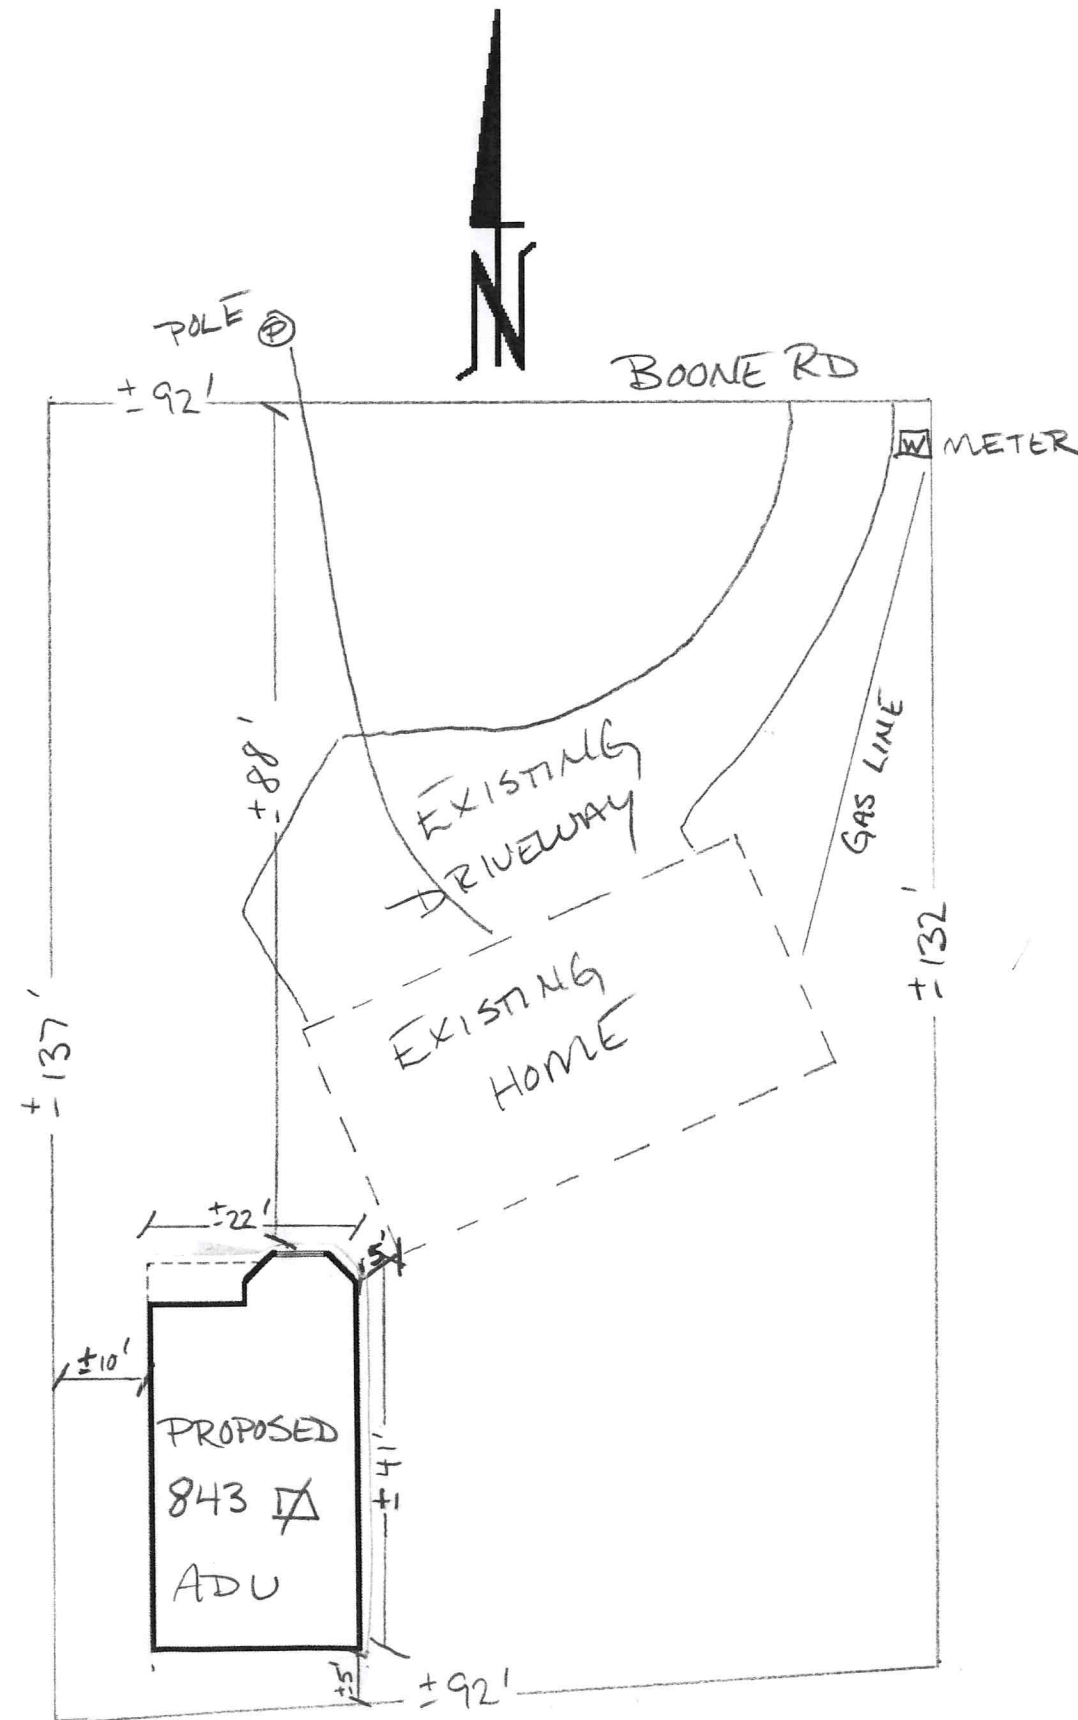 N
POLE P
BOONE RD
±92'
W METER
±88'
GAS LINE
EXISTING
DRIVEWAY
±132'
EXISTING
HOME
±137'
±22'
5'
±10'
PROPOSED
843
ADU
±41'
±5'
±92'